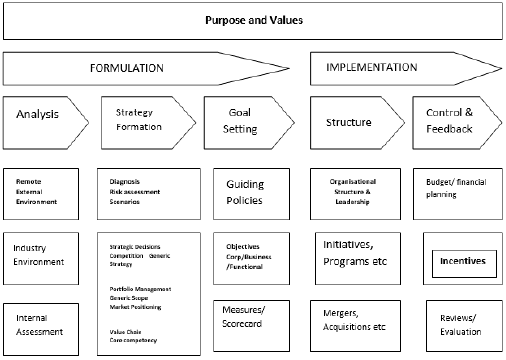 Purpose and Values
FORMULATION
IMPLEMENTATION
Analysis
Strategy
Formation
Goal
Setting
Structure
Control &
Feedback
Remote
External
Environment
Diagnosis
Risk assessment
Scenarios
Guiding
Policies
Organisational
Structure &
Leadership
Budget/ financial
planning
Industry
Environment
Strategic Decisions
Competition Generic
Strategy
Portfolio Management
Generic Scope
Market Positioning
Value Chain
Core competency
Objectives
Corp/Business
/Functional
Initiatives,
Programs etc
Incentives
Internal
Assessment
Measures/
Scorecard
Mergers,
Acquisitions etc
Reviews/
Evaluation